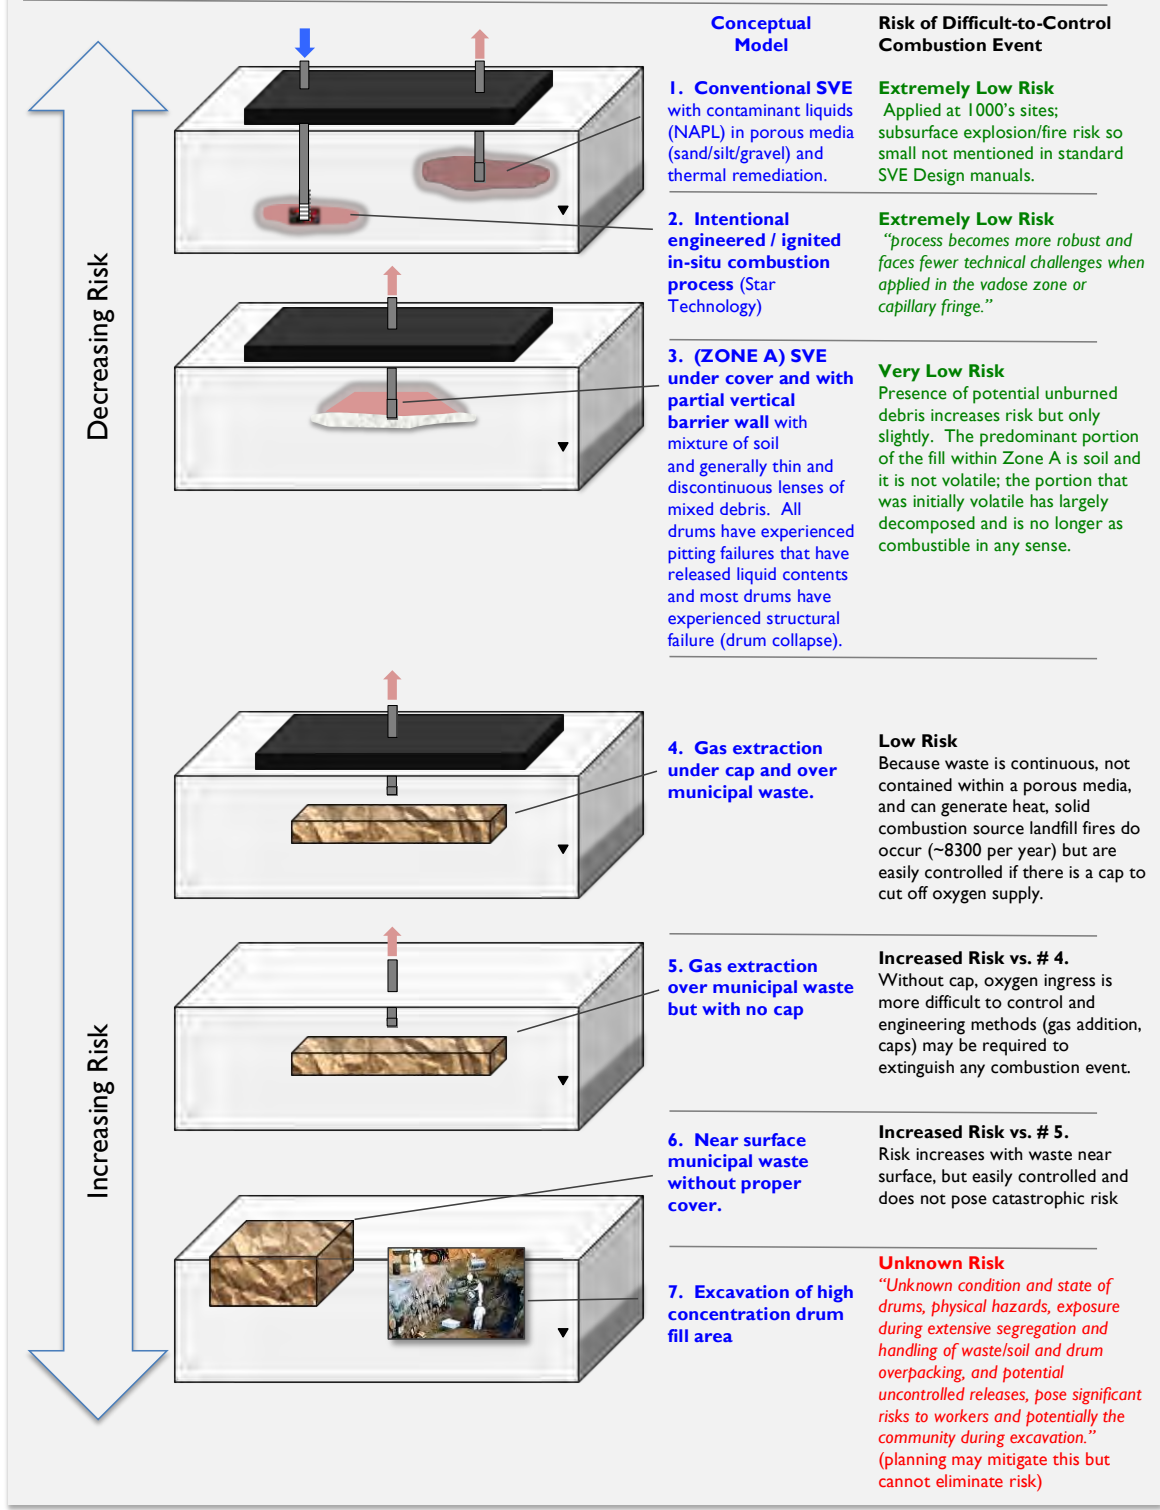 Conceptual
Model
Risk of Difficult-to-Control
Combustion Event
Decreasing Risk
Increasing Risk
1. Conventional SVE
with contaminant liquids
(NAPL) in porous media
(sand/silt/gravel) and
thermal remediation.
Extremely Low Risk
Applied at 1000's sites;
subsurface explosion/fire risk so
small not mentioned in standard
SVE Design manuals.
2. Intentional
engineered / ignited
in-situ combustion
process (Star
Technology)
Extremely Low Risk
“process becomes more robust and
faces fewer technical challenges when
applied in the vadose zone or
capillary fringe.”
3. (ZONE A) SVE
under cover and with
partial vertical
barrier wall with
mixture of soil
and generally thin and
discontinuous lenses of
mixed debris. All
drums have experienced
pitting failures that have
released liquid contents
and most drums have
experienced structural
failure (drum collapse).
Very Low Risk
Presence of potential unburned
debris increases risk but only
slightly. The predominant portion
of the fill within Zone A is soil and
it is not volatile; the portion that
was initially volatile has largely
decomposed and is no longer as
combustible in any sense.
4. Gas extraction
under cap and over
municipal waste.
Low Risk
Because waste is continuous, not
contained within a porous media,
and can generate heat, solid
combustion source landfill fires do
occur (~8300 per year) but are
easily controlled if there is a cap to
cut off oxygen supply.
5. Gas extraction
over municipal waste
but with no cap
Increased Risk vs. # 4.
Without cap, oxygen ingress is
more difficult to control and
engineering methods (gas addition,
caps) may be required to
extinguish any combustion event.
6. Near surface
municipal waste
without proper
cover.
Increased Risk vs. # 5.
Risk increases with waste near
surface, but easily controlled and
does not pose catastrophic risk
7. Excavation of high
concentration drum
fill area
Unknown Risk
“Unknown condition and state of
drums, physical hazards, exposure
during extensive segregation and
handling of waste/soil and drum
overpacking, and potential
uncontrolled releases, pose significant
risks to workers and potentially the
community during excavation.”
(planning may mitigate this but
cannot eliminate risk)